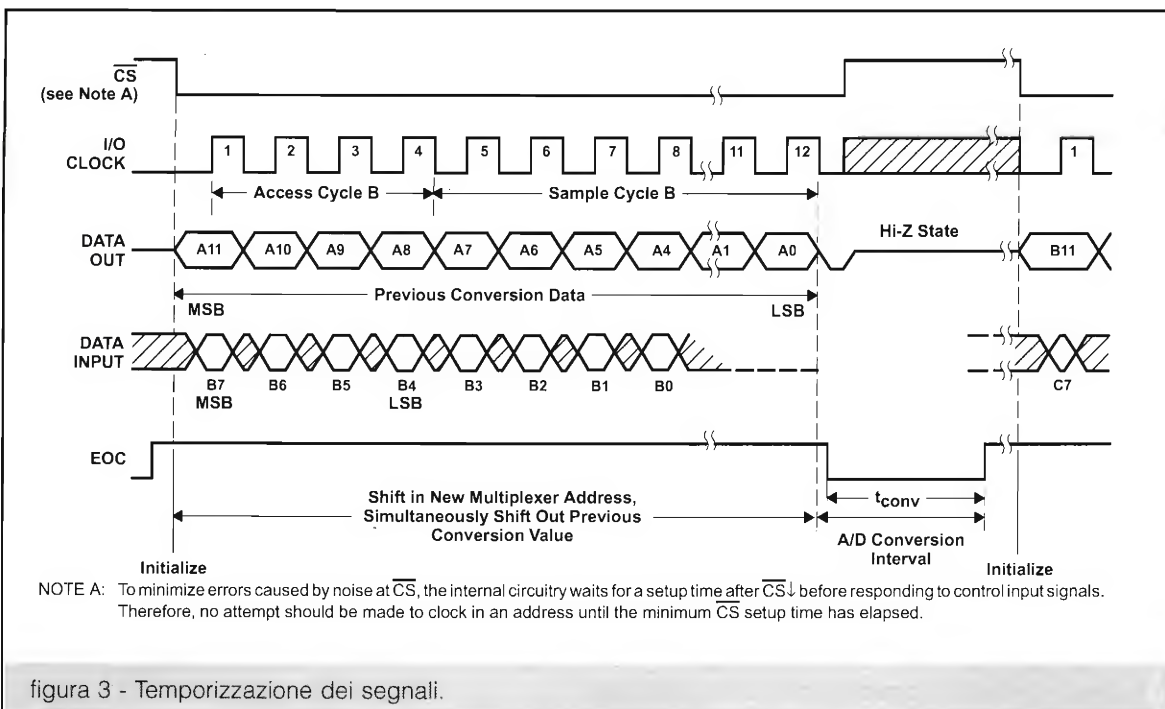 CS
(see Note A)
I/O
CLOCK
1 2 3 4 5 6 7 8 11 12 1
Access Cycle B Sample Cycle B
DATA
OUT
A11 A10 A9 A8 A7 A6 A5 A4 A1 A0 Hi-Z State B11
Previous Conversion Data
MSB LSB
DATA
INPUT
B7 B6 B5 B4 B3 B2 B1 B0 C7
MSB LSB
EOC
Shift in New Multiplexer Address,
Simultaneously Shift Out Previous
Conversion Value
tconv
A/D Conversion
Interval
Initialize Initialize
NOTE A: To minimize errors caused by noise at CS, the internal circuitry waits for a setup time after CS↓ before responding to control input signals.
Therefore, no attempt should be made to clock in an address until the minimum CS setup time has elapsed.
figura 3 - Temporizzazione dei segnali.